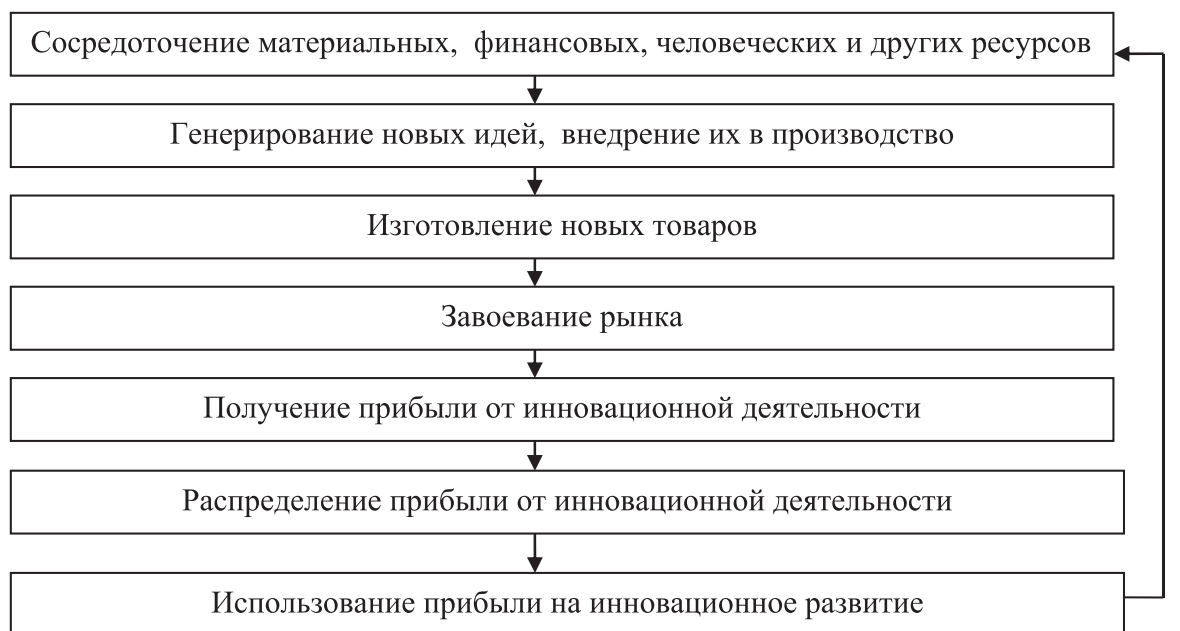 Сосредоточение материальных, финансовых, человеческих и других ресурсов
Генерирование новых идей, внедрение их в производство
Изготовление новых товаров
Завоевание рынка
Получение прибыли от инновационной деятельности
Распределение прибыли от инновационной деятельности
Использование прибыли на инновационное развитие